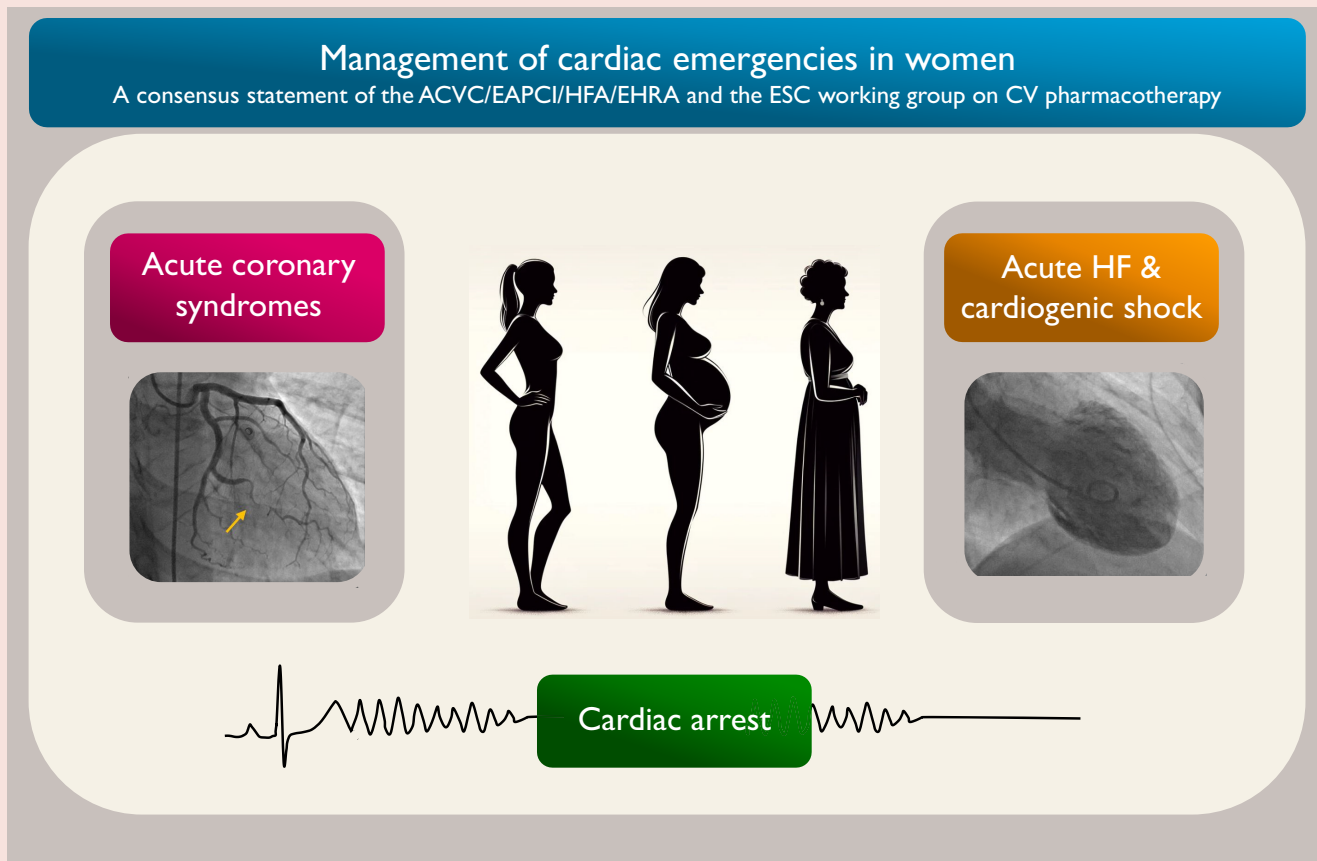 Management of cardiac emergencies in women
A consensus statement of the ACVC/EAPCI/HFA/EHRA and the ESC working group on CV pharmacotherapy
Acute coronary
syndromes
Acute HF &
cardiogenic shock
Cardiac arrest